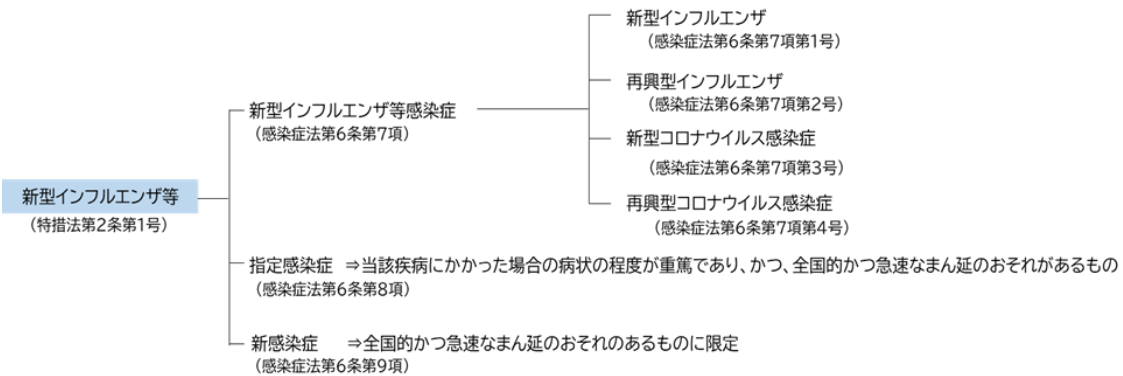 新型インフルエンザ
(感染症法第6条第7項第1号)
再興型インフルエンザ
(感染症法第6条第7項第2号)
新型インフルエンザ等感染症
(感染症法第6条第7項)
新型コロナウイルス感染症
(感染症法第6条第7項第3号)
再興型コロナウイルス感染症
(感染症法第6条第7項第4号)
新型インフルエンザ等
(特措法第2条第1号)
指定感染症 ⇒当該疾病にかかった場合の病状の程度が重篤であり、かつ、全国的かつ急速なまん延のおそれがあるもの
(感染症法第6条第8項)
新感染症 ⇒全国的かつ急速なまん延のおそれのあるものに限定
(感染症法第6条第9項)